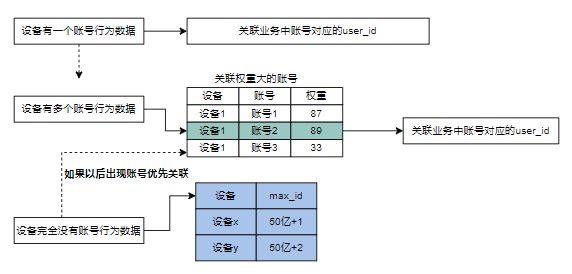 设备有一个账号行为数据
关联业务中账号对应的user_id
关联权重大的账号
设备 账号 权重
设备1 账号1 87
设备有多个账号行为数据
设备1 账号2 89
关联业务中账号对应的user_id
设备1 账号3 33
如果以后出现账号优先关联
设备 max_id
设备x 50亿+1
设备完全没有账号行为数据
设备y 50亿+2